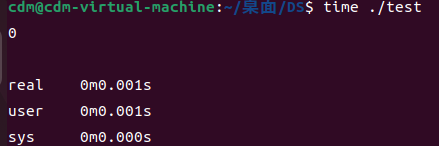 cdm@cdm-virtual-machine:~/桌面/DS$ time ./test
0
real 0m0.001s
user 0m0.001s
sys 0m0.000s